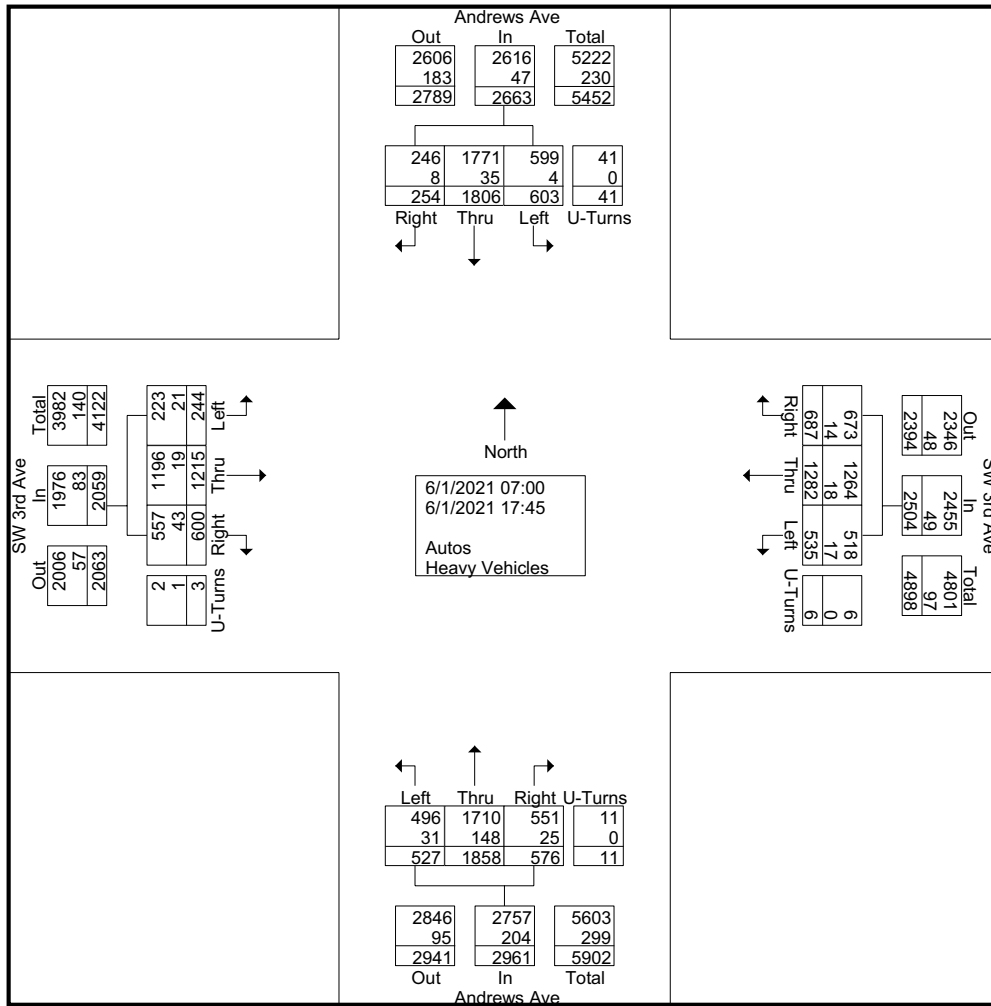 Andrews Ave
Out In Total
2606 2616 5222
183 47 230
2789 2663 5452
246 1771 599 41
8 35 4 0
254 1806 603 41
Right Thru Left U-Turns
SW 3rd Ave
Total In Out
3982 1976 2006
140 83 57
4122 2059 2063
223 1196 557 2
21 19 43 1
244 1215 600 3
Left Thru Right U-Turns
North
6/1/2021 07:00
6/1/2021 17:45
Autos
Heavy Vehicles
SW 3rd Ave
Out In Total
2346 2455 4801
48 49 97
2394 2504 4898
673 1264 518 6
14 18 17 0
687 1282 535 6
Right Thru Left U-Turns
Left Thru Right U-Turns
496 1710 551 11
31 148 25 0
527 1858 576 11
2846 2757 5603
95 204 299
2941 2961 5902
Out In Total
Andrews Ave